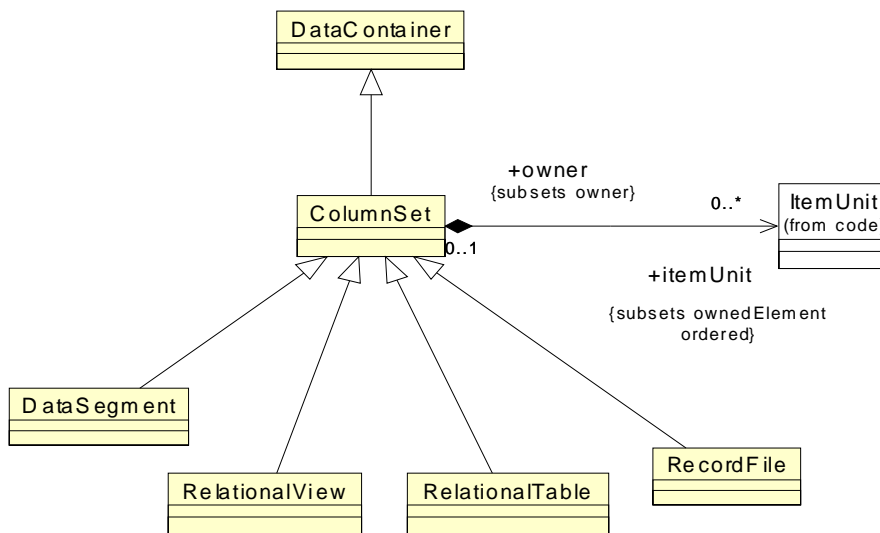 DataContainer
+owner
{subsets owner}
0..*
ItemUnit
(from code
ColumnSet
0..1
+itemUnit
{subsets ownedElement
ordered}
DataSegment
RelationalView
RelationalTable
RecordFile